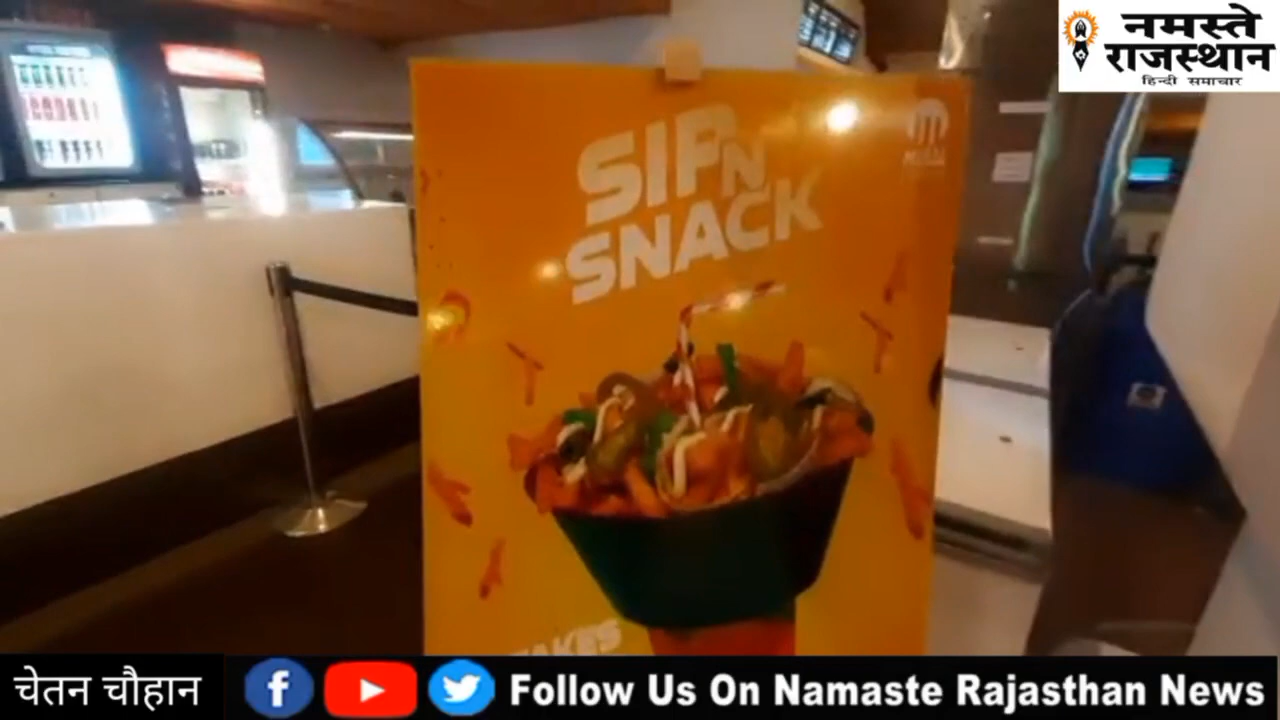 नमस्ते
राजस्थान
हिन्दी समाचार
SIP N
SNACK
चेतन चौहान
Follow Us On Namaste Rajasthan News